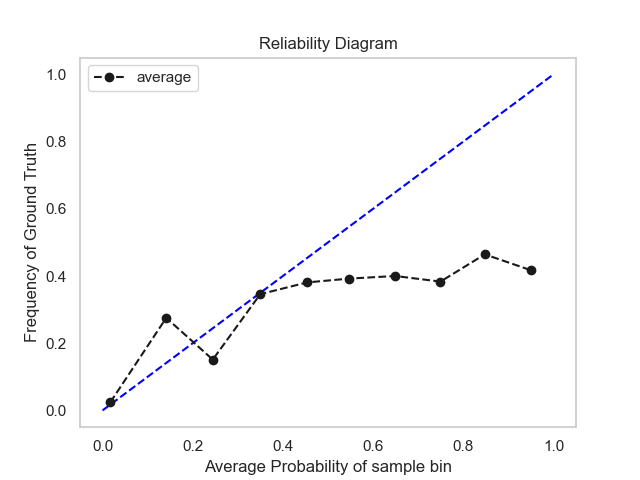 Reliability Diagram
average
Frequency of Ground Truth
1.0
0.8
0.6
0.4
0.2
0.0
0.0 0.2 0.4 0.6 0.8 1.0
Average Probability of sample bin